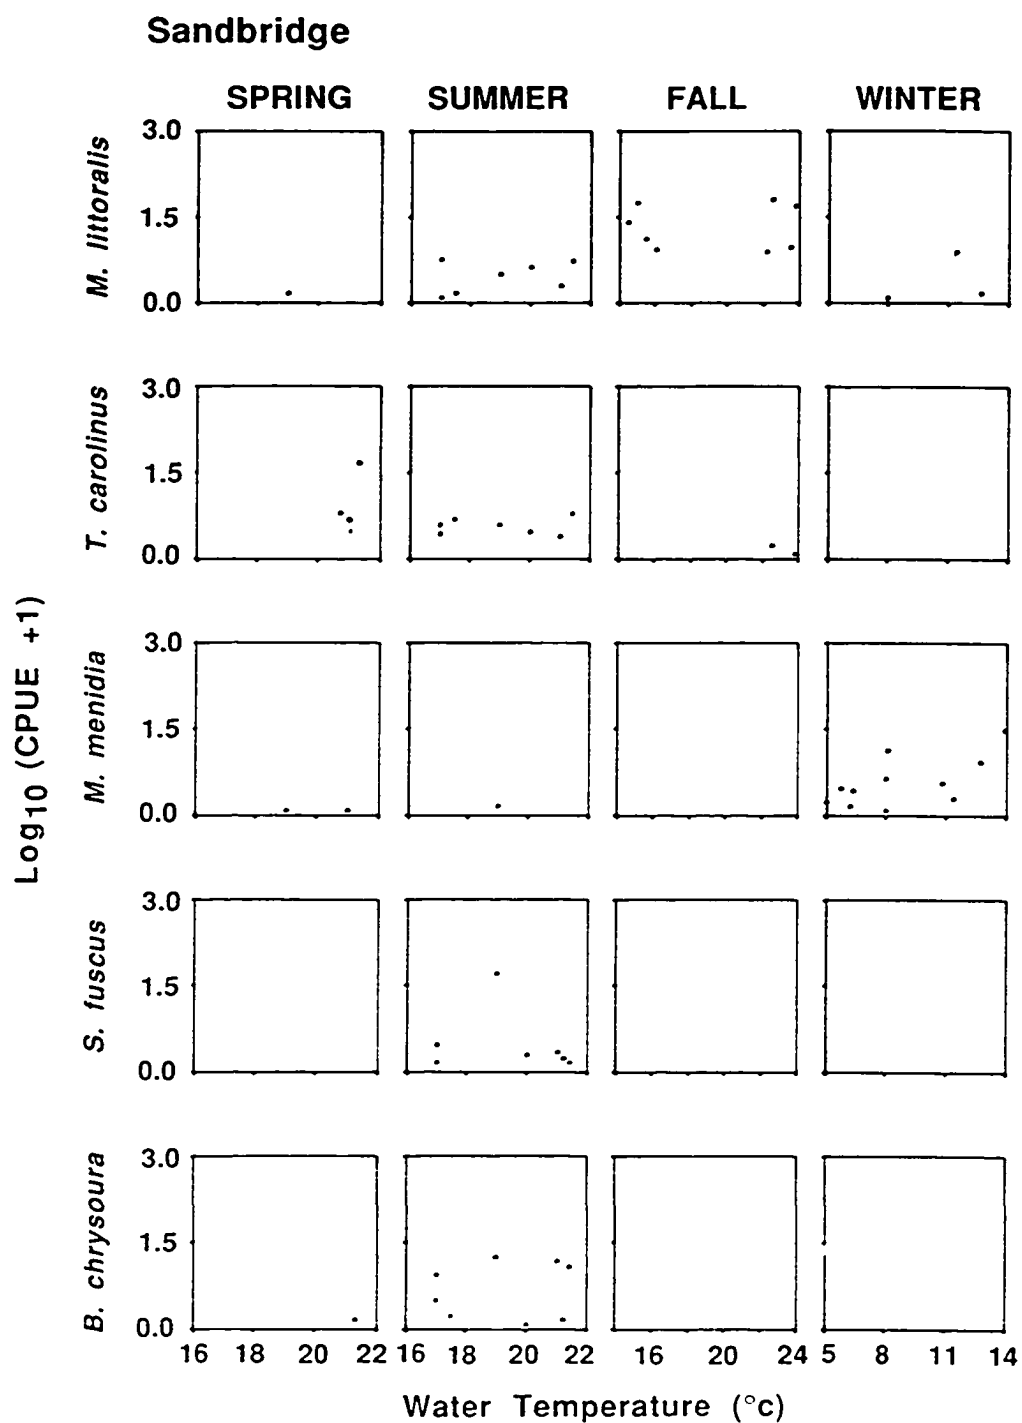 Sandbridge
SPRING SUMMER FALL WINTER
M. littoralis
3.0
1.5
0.0
T. carolinus
3.0
1.5
0.0
M. menidia
3.0
1.5
0.0
S. fuscus
3.0
1.5
0.0
B. chrysoura
3.0
1.5
0.0
Log10 (CPUE +1)
16 18 20 22 16 18 20 22 16 20 24 5 8 11 14
Water Temperature (°c)